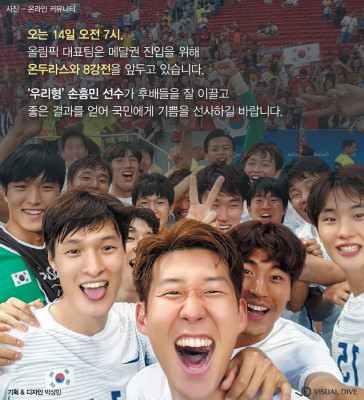 사진 - 온라인 커뮤니티
오는 14일 오전 7시,
올림픽 대표팀은 메달권 진입을 위해
온두라스와 8강전을 앞두고 있습니다.
'우리형' 손흥민 선수가 후배들을 잘 이끌고
좋은 결과를 얻어 국민에게 기쁨을 선사하길 바랍니다.
기획 & 디자인 박성민
VISUAL DIVE